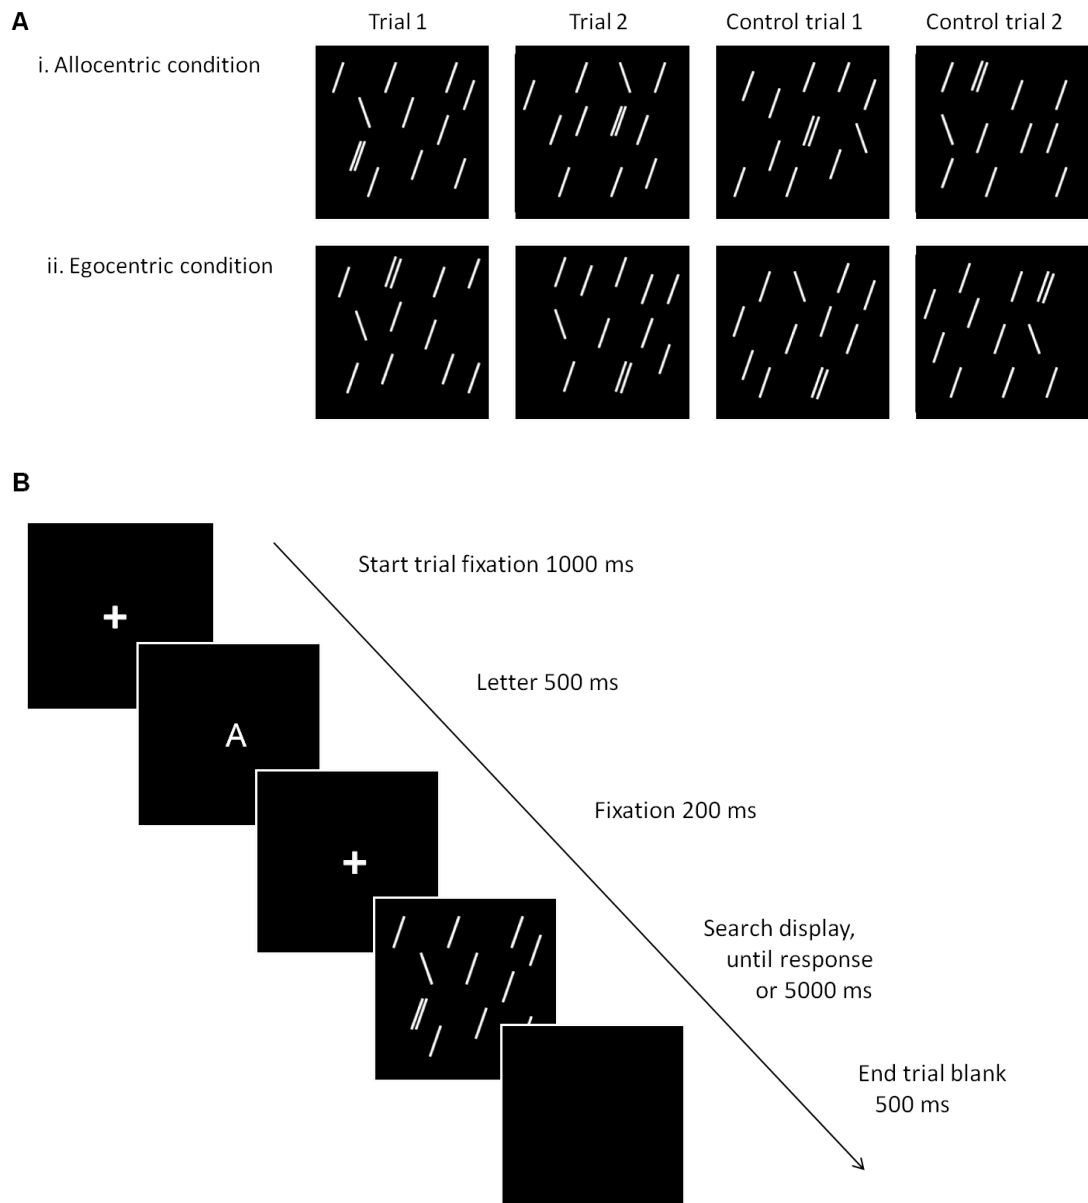 A
Trial 1
Trial 2
Control trial 1
Control trial 2
i. Allocentric condition
ii. Egocentric condition
B
Start trial fixation 1000 ms
Letter 500 ms
A
Fixation 200 ms
Search display,
until response
or 5000 ms
End trial blank
500 ms